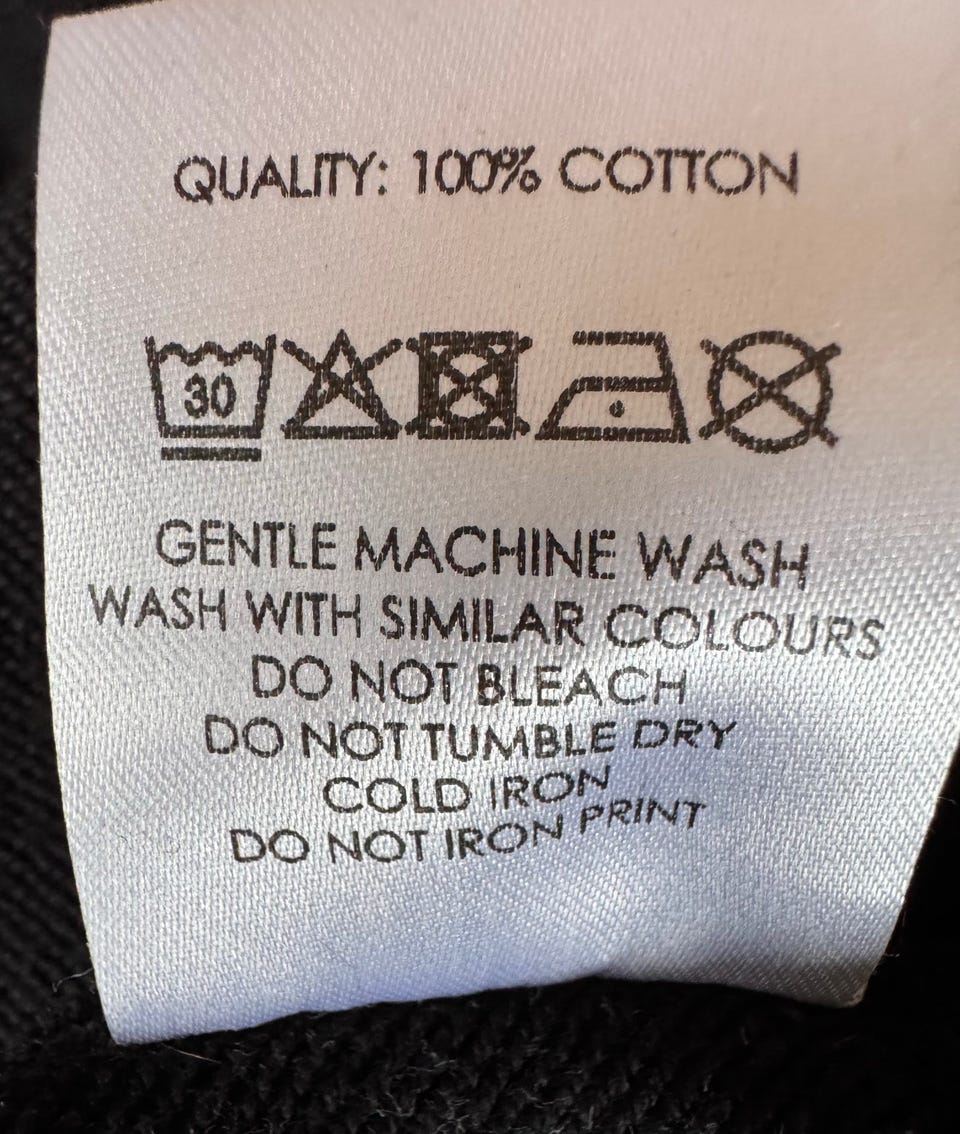 QUALITY: 100% COTTON
30
GENTLE MACHINE WASH
WASH WITH SIMILAR COLOURS
DO NOT BLEACH
DO NOT TUMBLE DRY
COLD IRON
DO NOT IRON PRINT